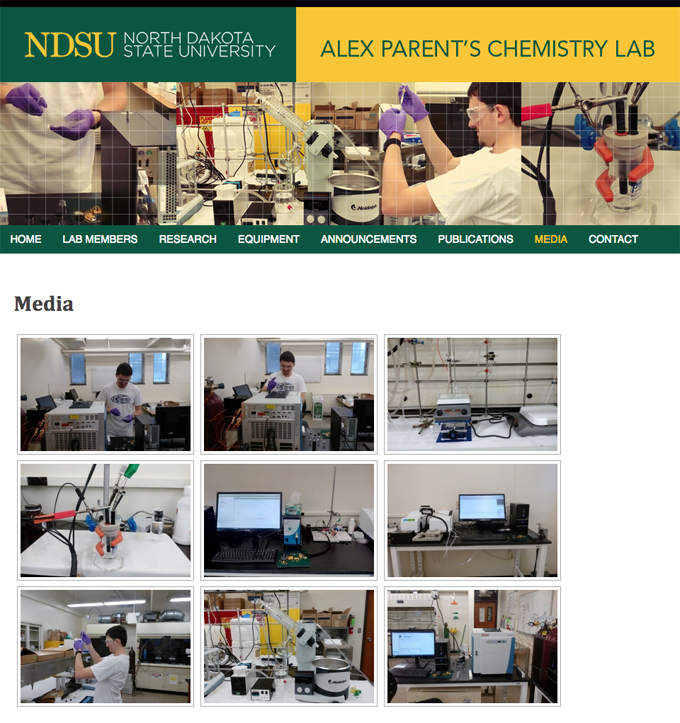 NDSU NORTH DAKOTA
STATE UNIVERSITY
ALEX PARENT'S CHEMISTRY LAB
Heidolph
HOME LAB MEMBERS RESEARCH EQUIPMENT ANNOUNCEMENTS PUBLICATIONS MEDIA CONTACT
Media